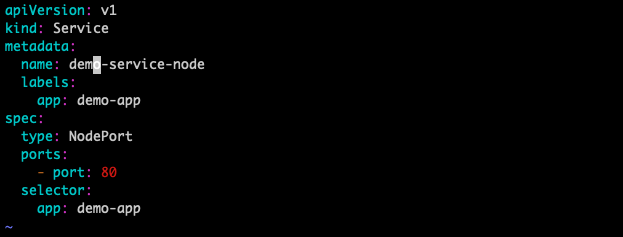 apiVersion: v1
kind: Service
metadata:
  name: demo-service-node
  labels:
    app: demo-app
spec:
  type: NodePort
  ports:
    - port: 80
  selector:
    app: demo-app
~